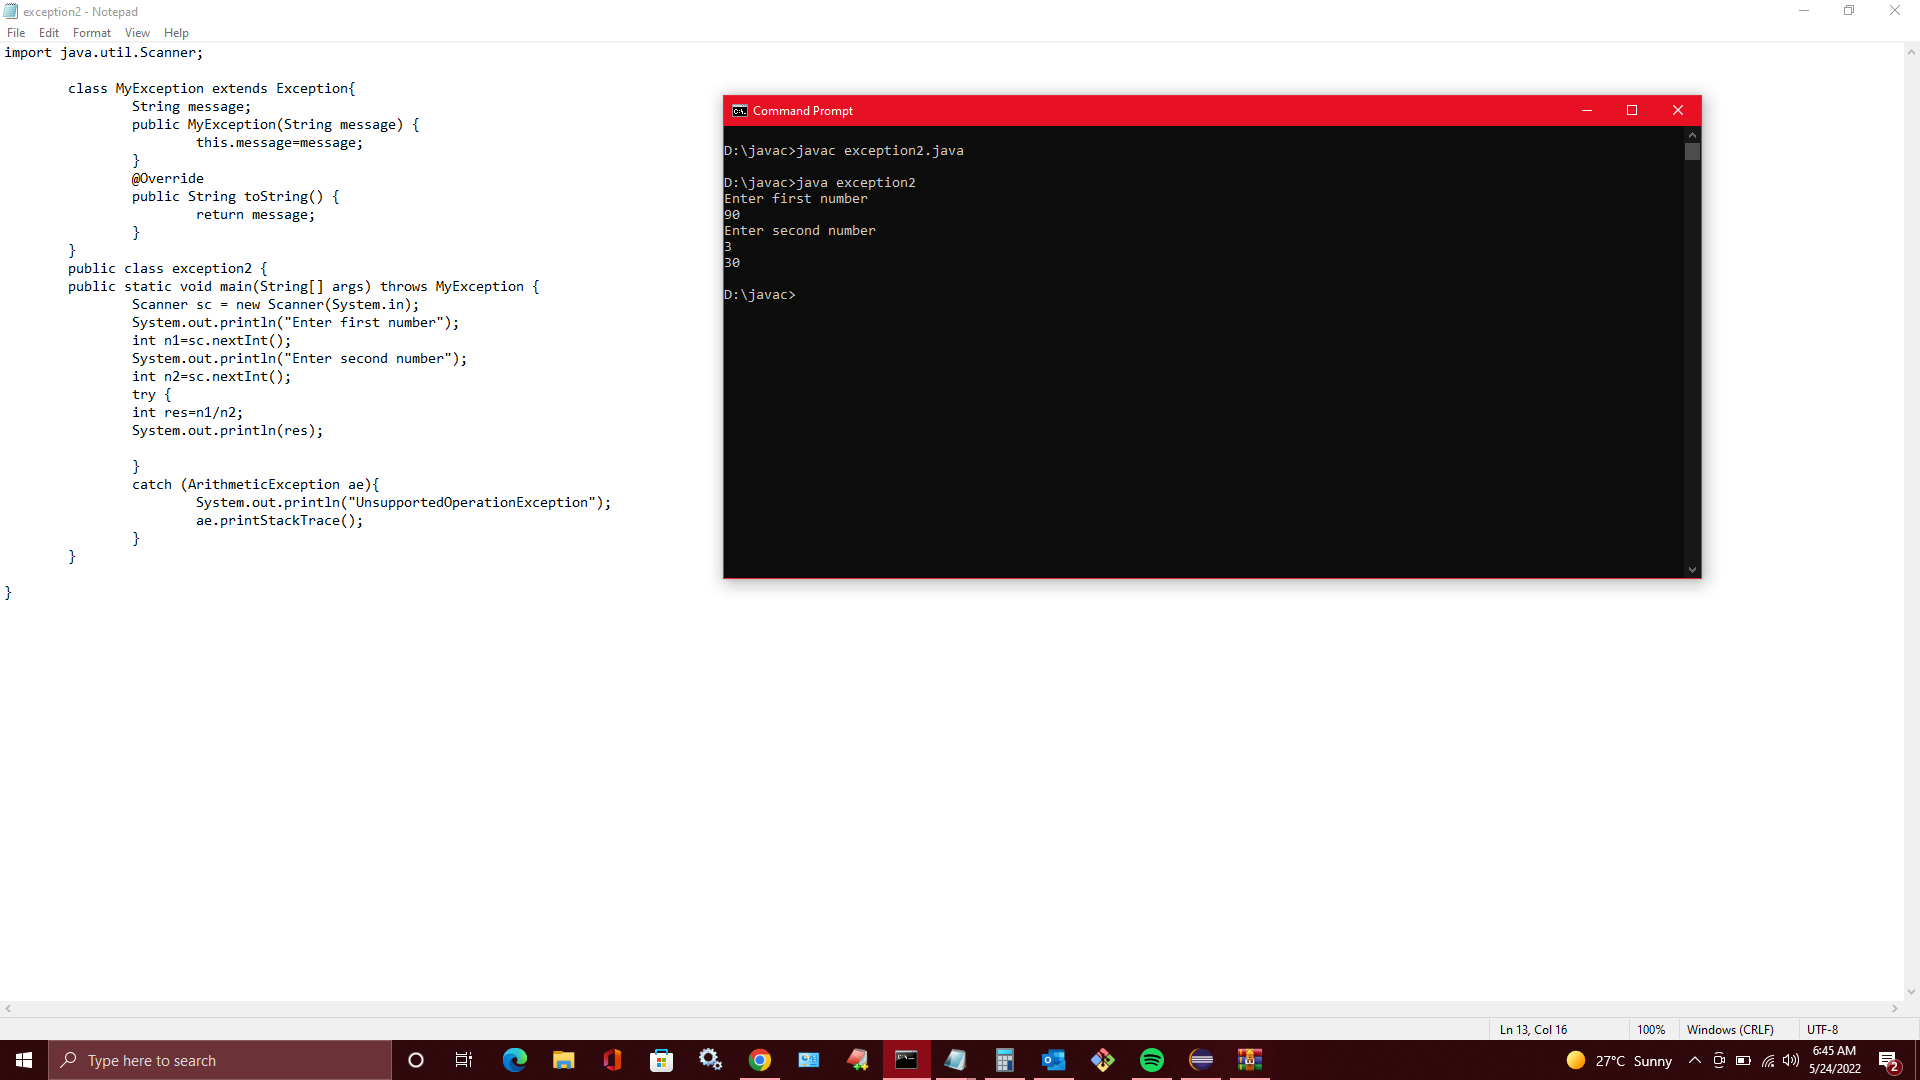 exception2 - Notepad
File Edit Format View Help
import java.util.Scanner;
class MyException extends Exception{
String message;
public MyException(String message) {
this.message=message;
}
@Override
public String toString() {
return message;
}
}
public class exception2 {
public static void main(String[] args) throws MyException {
Scanner sc = new Scanner(System.in);
System.out.println("Enter first number");
int n1=sc.nextInt();
System.out.println("Enter second number");
int n2=sc.nextInt();
try {
int res=n1/n2;
System.out.println(res);
}
catch (ArithmeticException ae){
System.out.println("UnsupportedOperationException");
ae.printStackTrace();
}
}
}
Command Prompt
D:\javac>javac exception2.java
D:\javac>java exception2
Enter first number
90
Enter second number
3
30
D:\javac>
Ln 13, Col 16 100% Windows (CRLF) UTF-8
Type here to search
27°C Sunny
6:45 AM
5/24/2022
2